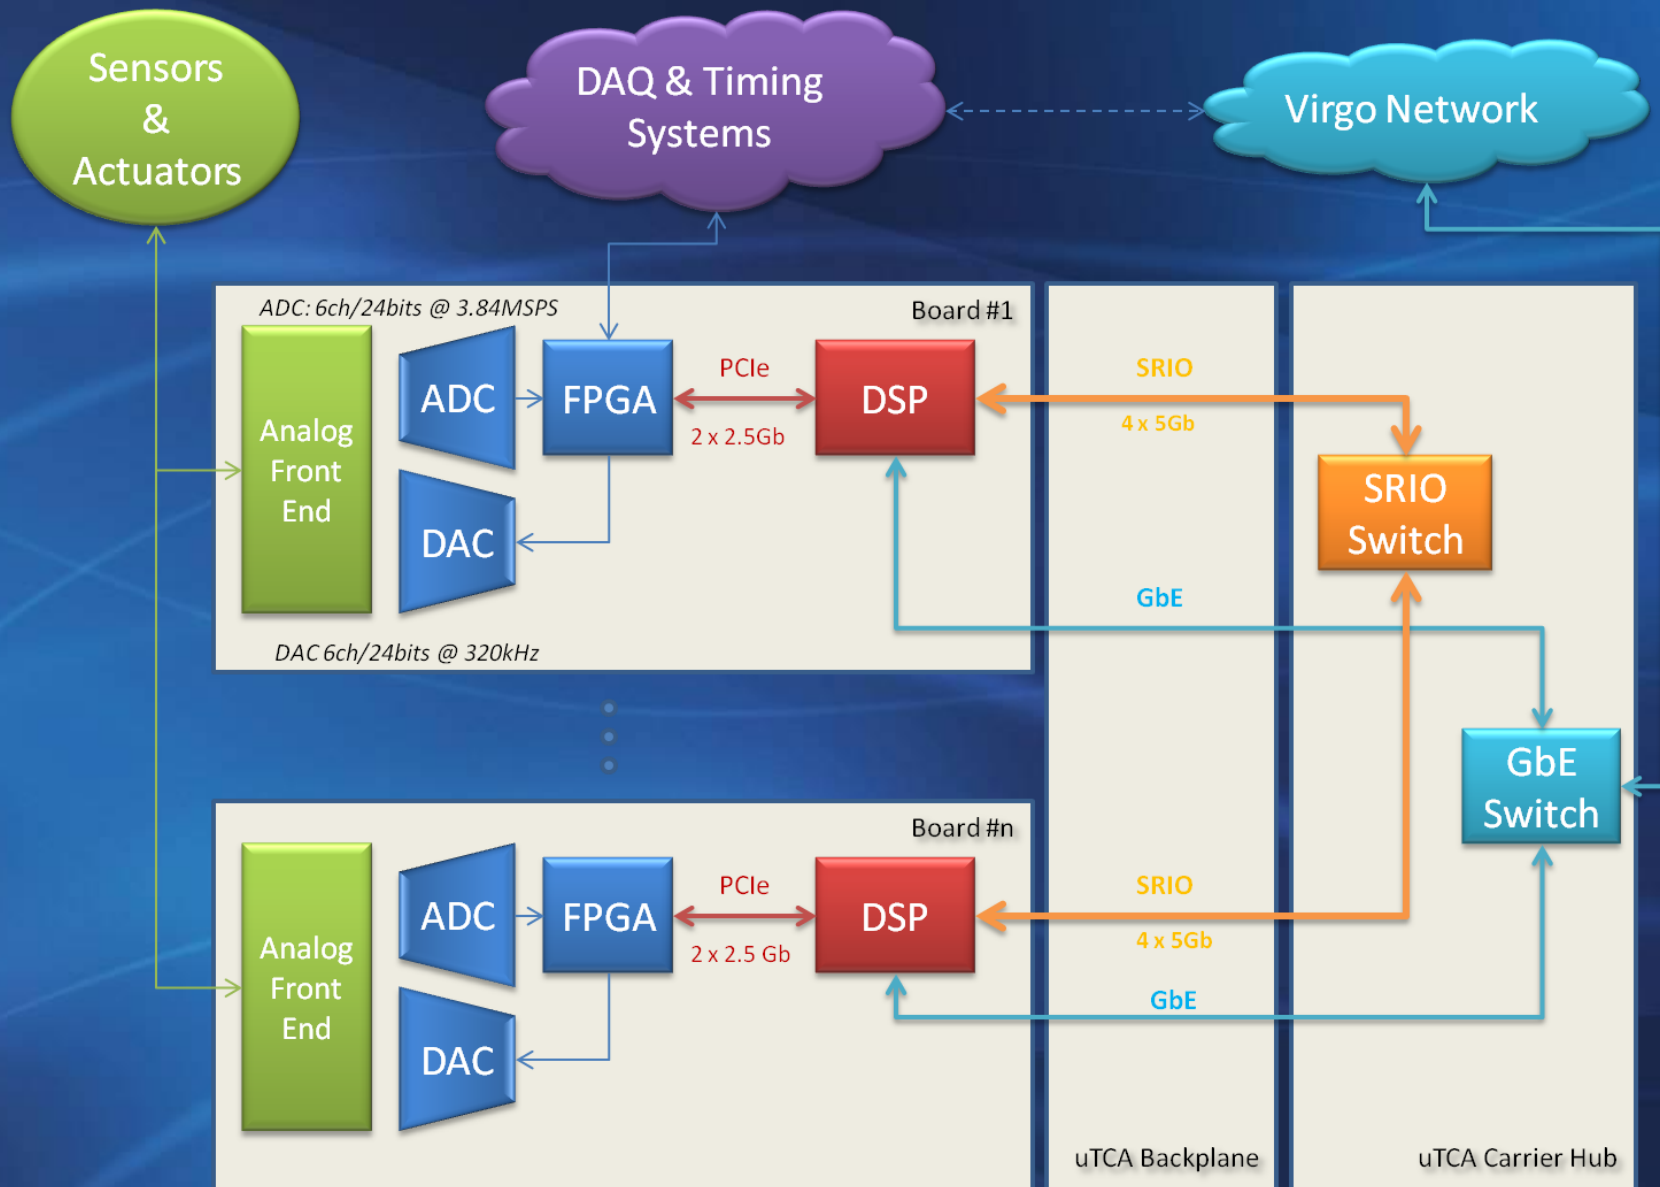 Sensors
&
Actuators
DAQ & Timing
Systems
Virgo Network
ADC: 6ch/24bits @ 3.84MSPS
Board #1
Analog
Front
End
ADC
FPGA
PCIe
2 x 2.5Gb
DSP
SRIO
4 x 5Gb
SRIO
Switch
DAC
GbE
DAC 6ch/24bits @ 320kHz
GbE
Switch
Board #n
Analog
Front
End
ADC
FPGA
PCIe
2 x 2.5 Gb
DSP
SRIO
4 x 5Gb
GbE
DAC
uTCA Backplane
uTCA Carrier Hub